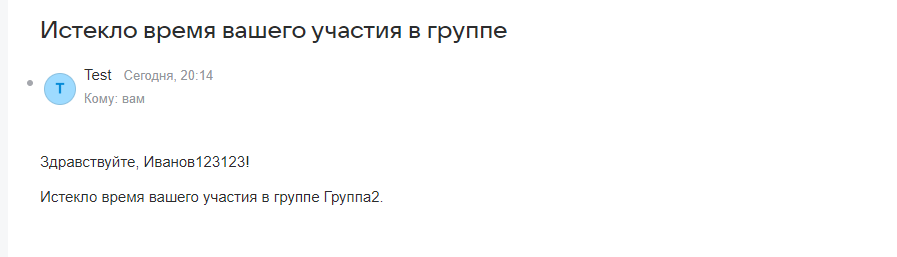 Истекло время вашего участия в группе
Test Сегодня, 20:14
Т
Кому: вам
Здравствуйте, Иванов123123!
Истекло время вашего участия в группе Группа2.